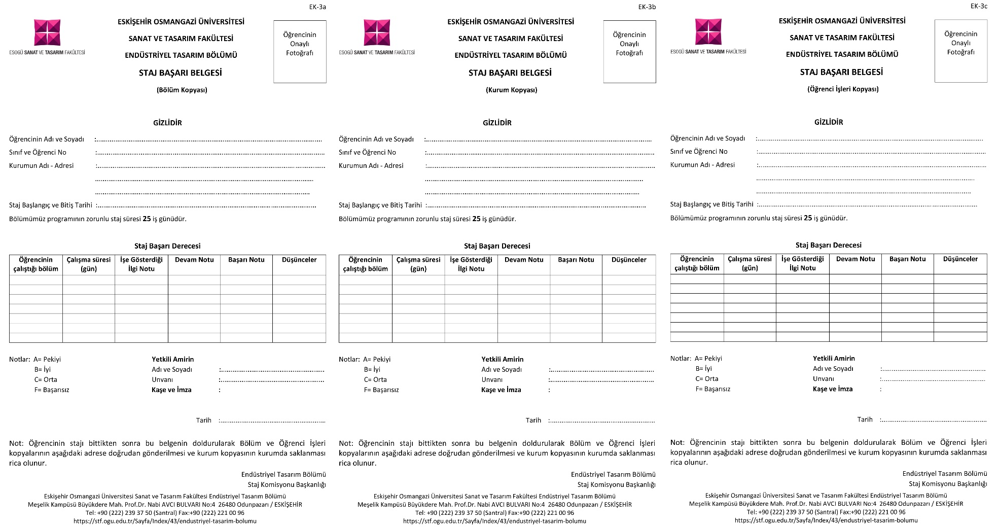 EK-3a
ESKİŞEHİR OSMANGAZİ ÜNİVERSİTESİ
SANAT VE TASARIM FAKÜLTESİ
ENDÜSTRİYEL TASARIM BÖLÜMÜ
STAJ BAŞARI BELGESİ
(Bölüm Kopyası)
ESOGÜ SANAT VE TASARIM FAKÜLTESİ
Öğrencinin
Onaylı
Fotoğrafı
GİZLİDİR
Öğrencinin Adı ve Soyadı :
Sınıf ve Öğrenci No :
Kurumun Adı - Adresi :
Staj Başlangıç ve Bitiş Tarihi :
Bölümümüz programının zorunlu staj süresi 25 iş günüdür.
Staj Başarı Derecesi
Öğrencinin çalıştığı bölüm
Çalışma süresi (gün)
İşe Gösterdiği İlgi Notu
Devam Notu
Başarı Notu
Düşünceler
Notlar: A= Pekiyi
B= İyi
C= Orta
F= Başarısız
Yetkili Amirin
Adı ve Soyadı :
Unvanı :
Kaşe ve İmza :
Tarih :
Not: Öğrencinin stajı bittikten sonra bu belgenin doldurularak Bölüm ve Öğrenci İşleri
kopyalarının aşağıdaki adrese doğrudan gönderilmesi ve kurum kopyasının kurumda saklanması
rica olunur.
Endüstriyel Tasarım Bölümü
Staj Komisyonu Başkanlığı
Eskişehir Osmangazi Üniversitesi Sanat ve Tasarım Fakültesi Endüstriyel Tasarım Bölümü
Meşelik Kampüsü Büyükdere Mah. Prof.Dr. Nabi AVCI BULVARI No:4 26480 Odunpazarı / ESKİŞEHİR
Tel: +90 (222) 239 37 50 (Santral) Fax:+90 (222) 221 00 96
https://stf.ogu.edu.tr/Sayfa/Index/43/endustriyel-tasarim-bolumu
EK-3b
ESKİŞEHİR OSMANGAZİ ÜNİVERSİTESİ
SANAT VE TASARIM FAKÜLTESİ
ENDÜSTRİYEL TASARIM BÖLÜMÜ
STAJ BAŞARI BELGESİ
(Kurum Kopyası)
ESOGÜ SANAT VE TASARIM FAKÜLTESİ
Öğrencinin
Onaylı
Fotoğrafı
GİZLİDİR
Öğrencinin Adı ve Soyadı :
Sınıf ve Öğrenci No :
Kurumun Adı - Adresi :
Staj Başlangıç ve Bitiş Tarihi :
Bölümümüz programının zorunlu staj süresi 25 iş günüdür.
Staj Başarı Derecesi
Öğrencinin çalıştığı bölüm
Çalışma süresi (gün)
İşe Gösterdiği İlgi Notu
Devam Notu
Başarı Notu
Düşünceler
Notlar: A= Pekiyi
B= İyi
C= Orta
F= Başarısız
Yetkili Amirin
Adı ve Soyadı :
Unvanı :
Kaşe ve İmza :
Tarih :
Not: Öğrencinin stajı bittikten sonra bu belgenin doldurularak Bölüm ve Öğrenci İşleri
kopyalarının aşağıdaki adrese doğrudan gönderilmesi ve kurum kopyasının kurumda saklanması
rica olunur.
Endüstriyel Tasarım Bölümü
Staj Komisyonu Başkanlığı
Eskişehir Osmangazi Üniversitesi Sanat ve Tasarım Fakültesi Endüstriyel Tasarım Bölümü
Meşelik Kampüsü Büyükdere Mah. Prof.Dr. Nabi AVCI BULVARI No:4 26480 Odunpazarı / ESKİŞEHİR
Tel: +90 (222) 239 37 50 (Santral) Fax:+90 (222) 221 00 96
https://stf.ogu.edu.tr/Sayfa/Index/43/endustriyel-tasarim-bolumu
EK-3c
ESKİŞEHİR OSMANGAZİ ÜNİVERSİTESİ
SANAT VE TASARIM FAKÜLTESİ
ENDÜSTRİYEL TASARIM BÖLÜMÜ
STAJ BAŞARI BELGESİ
(Öğrenci İşleri Kopyası)
ESOGÜ SANAT VE TASARIM FAKÜLTESİ
Öğrencinin
Onaylı
Fotoğrafı
GİZLİDİR
Öğrencinin Adı ve Soyadı :
Sınıf ve Öğrenci No :
Kurumun Adı - Adresi :
Staj Başlangıç ve Bitiş Tarihi :
Bölümümüz programının zorunlu staj süresi 25 iş günüdür.
Staj Başarı Derecesi
Öğrencinin çalıştığı bölüm
Çalışma süresi (gün)
İşe Gösterdiği İlgi Notu
Devam Notu
Başarı Notu
Düşünceler
Notlar: A= Pekiyi
B= İyi
C= Orta
F= Başarısız
Yetkili Amirin
Adı ve Soyadı :
Unvanı :
Kaşe ve İmza :
Tarih :
Not: Öğrencinin stajı bittikten sonra bu belgenin doldurularak Bölüm ve Öğrenci İşleri
kopyalarının aşağıdaki adrese doğrudan gönderilmesi ve kurum kopyasının kurumda saklanması
rica olunur.
Endüstriyel Tasarım Bölümü
Staj Komisyonu Başkanlığı
Eskişehir Osmangazi Üniversitesi Sanat ve Tasarım Fakültesi Endüstriyel Tasarım Bölümü
Meşelik Kampüsü Büyükdere Mah. Prof.Dr. Nabi AVCI BULVARI No:4 26480 Odunpazarı / ESKİŞEHİR
Tel: +90 (222) 239 37 50 (Santral) Fax:+90 (222) 221 00 96
https://stf.ogu.edu.tr/Sayfa/Index/43/endustriyel-tasarim-bolumu